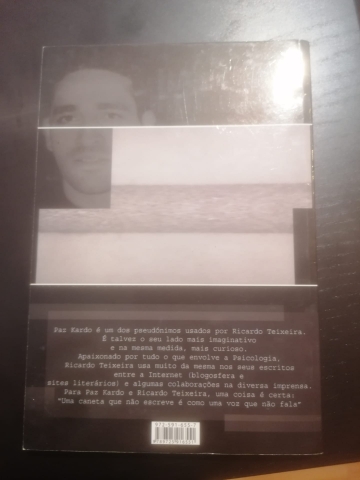 Paz Kardo é um dos pseudónimos usados por Ricardo Teixeira.
É talvez o seu lado mais imaginativo
e na mesma medida, mais curioso.
Apaixonado por tudo o que envolve a Psicologia,
Ricardo Teixeira usa muito da mesma nos seus escritos
entre a Internet (blogosfera e
sites literários) e algumas colaborações na diversa imprensa.
Para Paz Kardo e Ricardo Teixeira, uma coisa é certa:
"Uma caneta que não escreve é como uma voz que não fala"